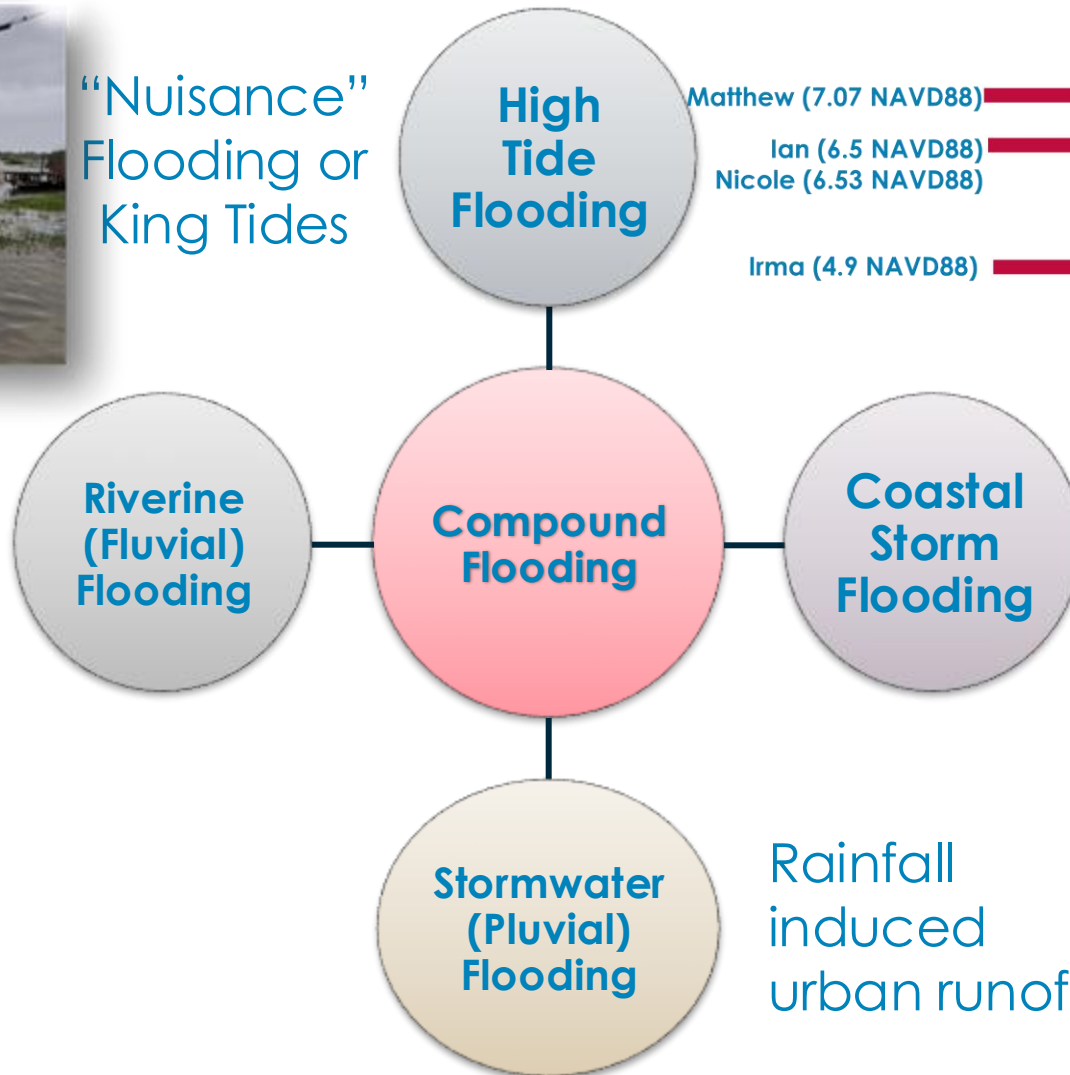 “Nuisance”
Flooding or
King Tides
High
Tide
Flooding
Matthew (7.07 NAVD88)
Ian (6.5 NAVD88)
Nicole (6.53 NAVD88)
Irma (4.9 NAVD88)
Riverine
(Fluvial)
Flooding
Compound
Flooding
Coastal
Storm
Flooding
Stormwater
(Pluvial)
Flooding
Rainfall
induced
urban runof